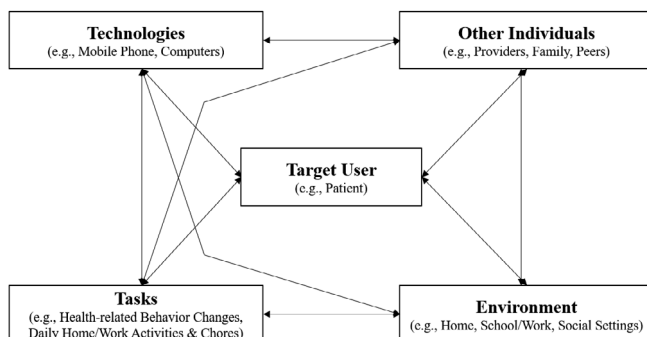 Technologies
(e.g., Mobile Phone, Computers)
Other Individuals
(e.g., Providers, Family, Peers)
Target User
(e.g., Patient)
Tasks
(e.g., Health-related Behavior Changes,
Daily Home/Work Activities & Chores)
Environment
(e.g., Home, School/Work, Social Settings)